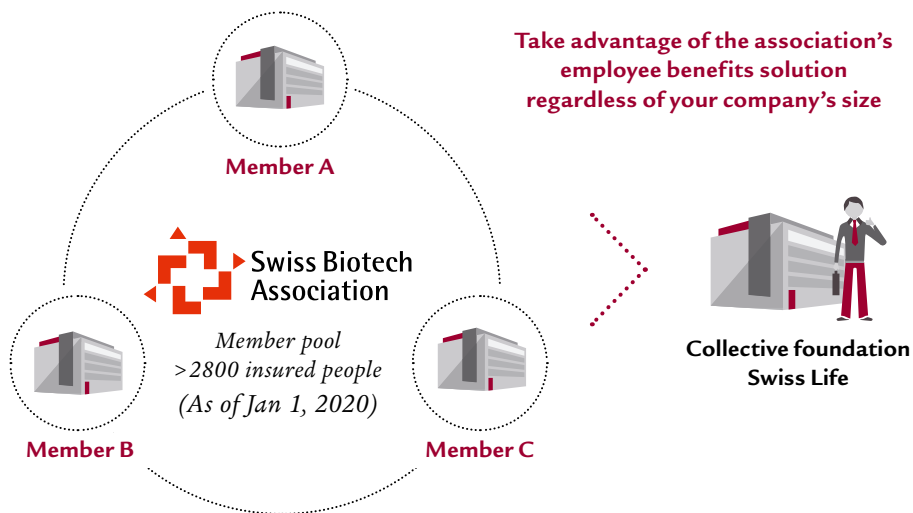 Take advantage of the association's
employee benefits solution
regardless of your company's size
Member A
Swiss Biotech
Association
Member pool
>2800 insured people
(As of Jan 1, 2020)
Member B
Member C
Collective foundation
Swiss Life